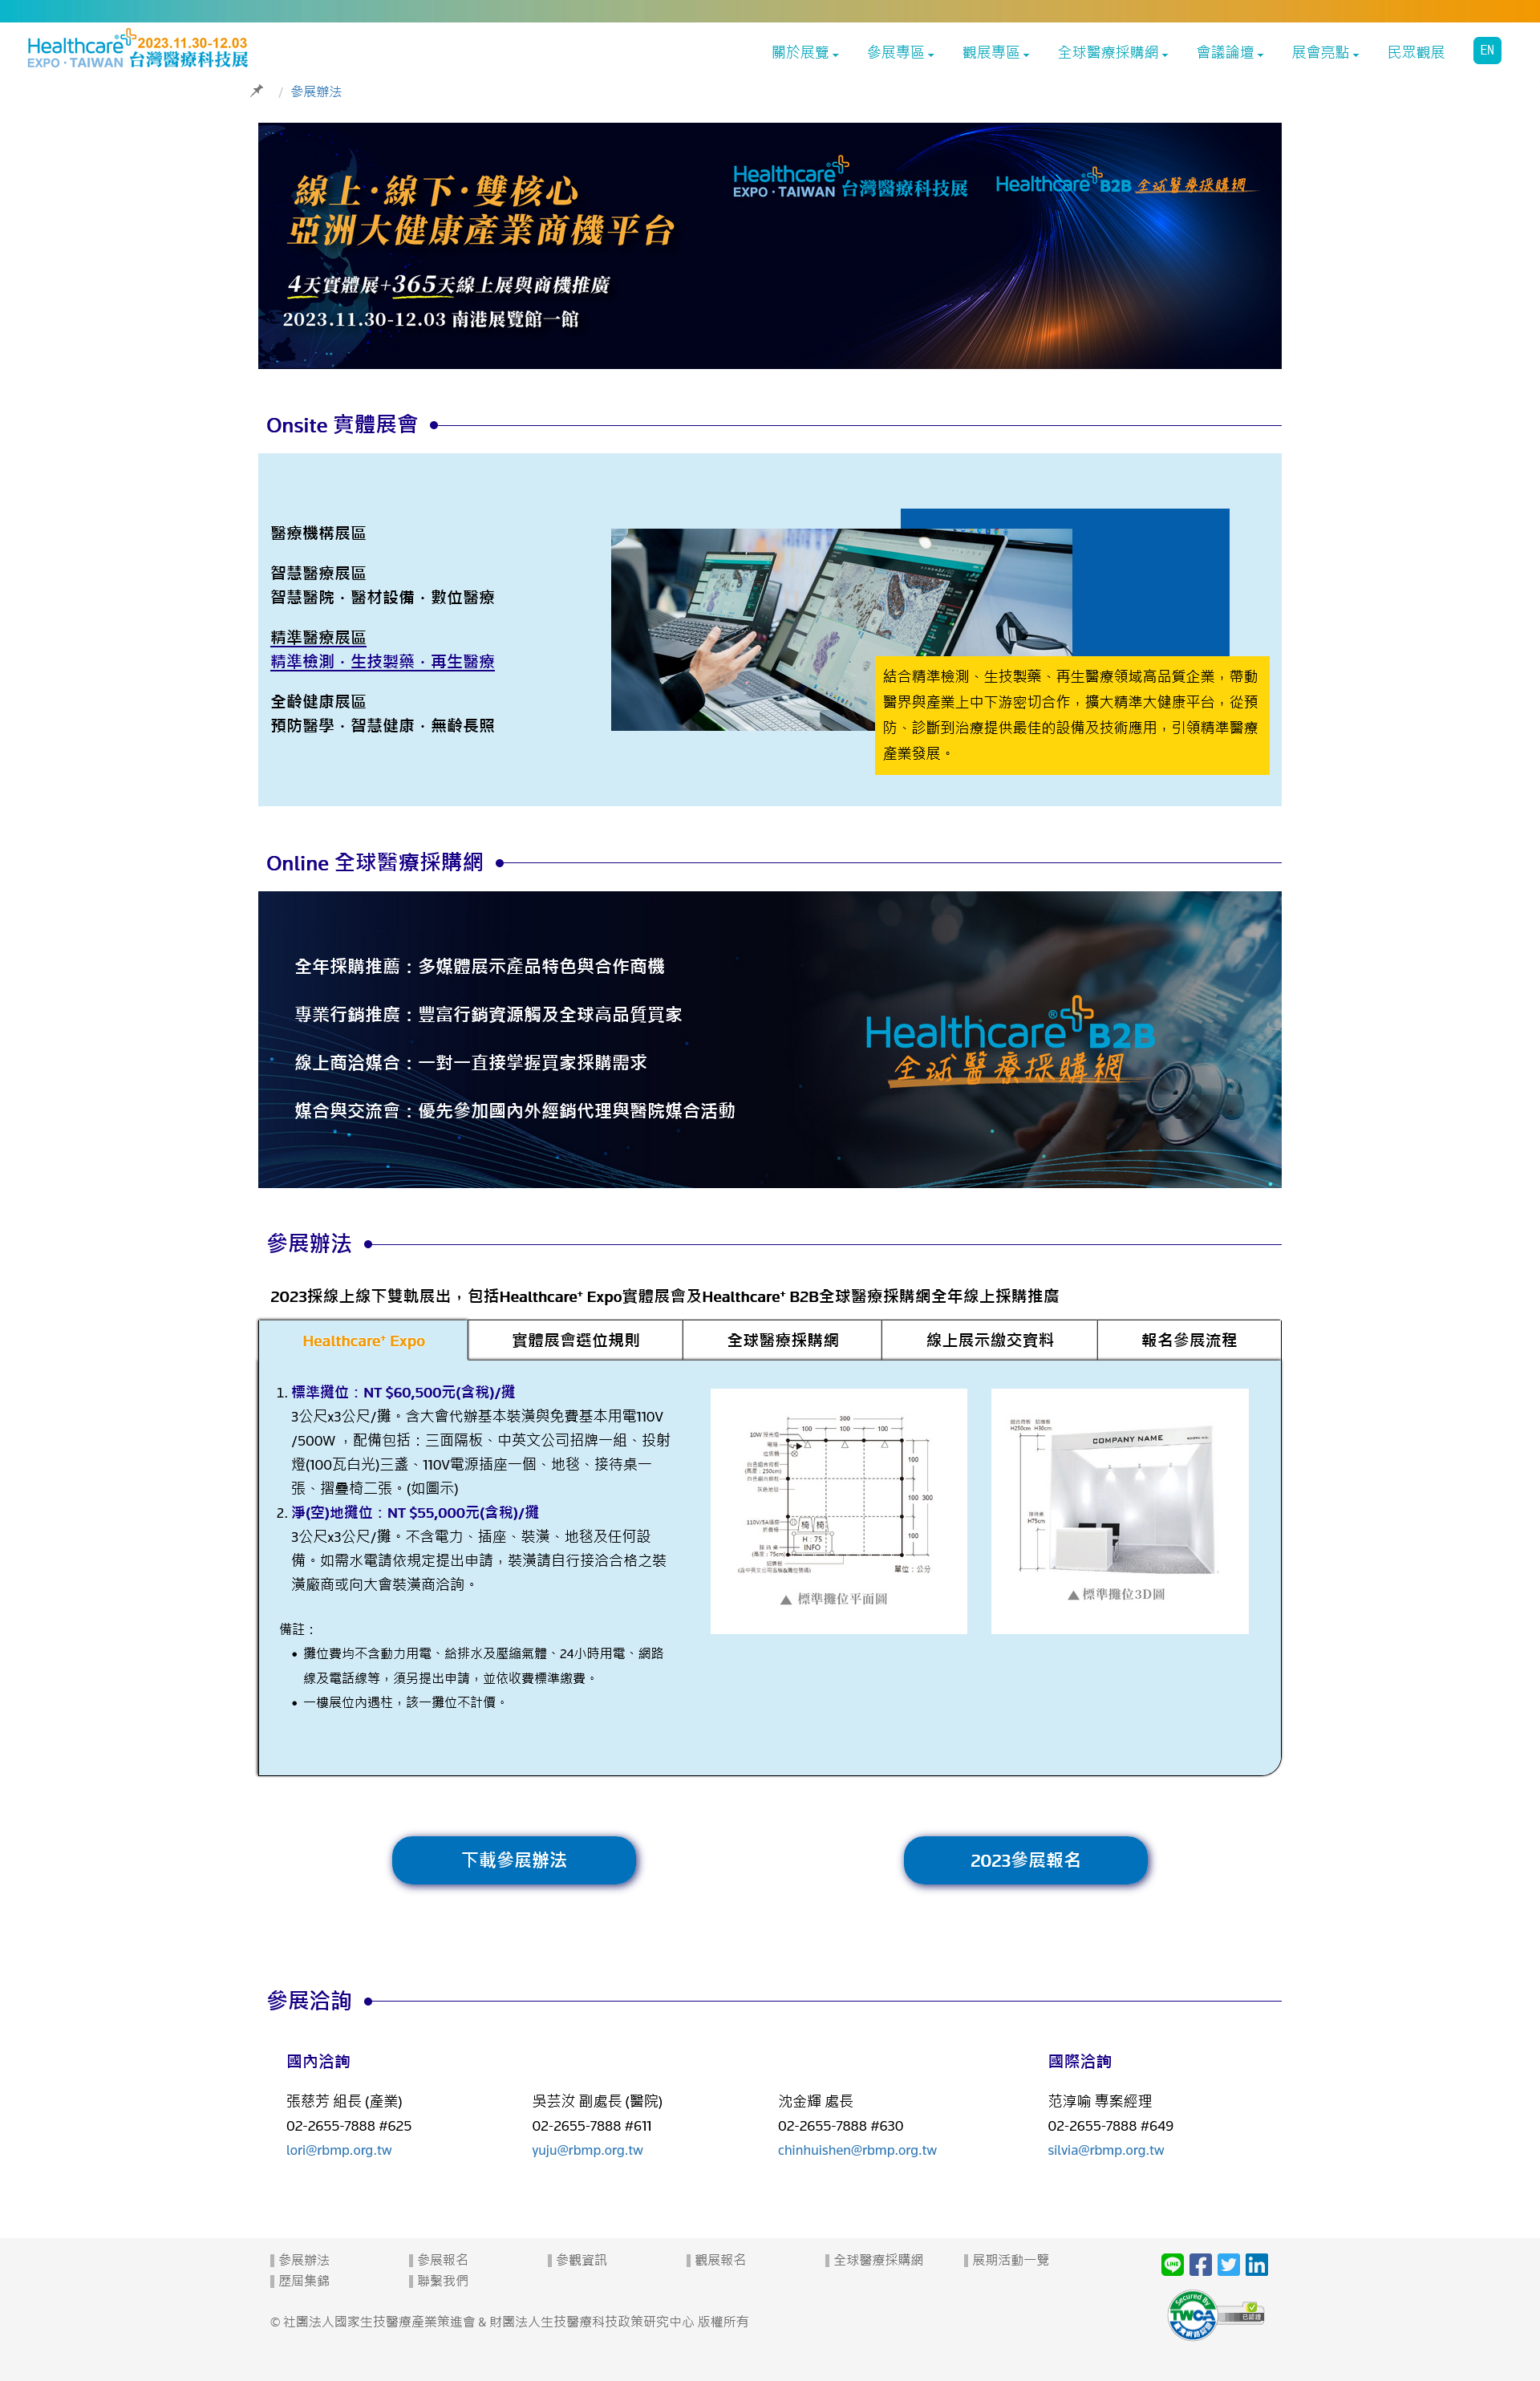 Healthcare+ 2023.11.30-12.03
EXPO · TAIWAN 台灣醫療科技展
關於展覽 參展專區 觀展專區 全球醫療採購網 會議論壇 展會亮點 民眾觀展 EN
/ 參展辦法
線上·線下·雙核心
亞洲大健康產業商機平台
4天實體展+365天線上展與商機推廣
2023.11.30-12.03 南港展覽館一館
Healthcare+
EXPO · TAIWAN 台灣醫療科技展
Healthcare+ B2B 全球醫療採購網
Onsite 實體展會
醫療機構展區
智慧醫療展區
智慧醫院．醫材設備．數位醫療
精準醫療展區
精準檢測．生技製藥．再生醫療
全齡健康展區
預防醫學．智慧健康．無齡長照
結合精準檢測、生技製藥、再生醫療領域高品質企業，帶動
醫界與產業上中下游密切合作，擴大精準大健康平台，從預
防、診斷到治療提供最佳的設備及技術應用，引領精準醫療
產業發展。
Online 全球醫療採購網
全年採購推薦：多媒體展示產品特色與合作商機
專業行銷推廣：豐富行銷資源觸及全球高品質買家
線上商洽媒合：一對一直接掌握買家採購需求
媒合與交流會：優先參加國內外經銷代理與醫院媒合活動
Healthcare®+ B2B
全球醫療採購網
參展辦法
2023採線上線下雙軌展出，包括Healthcare+ Expo實體展會及Healthcare+ B2B全球醫療採購網全年線上採購推廣
Healthcare+ Expo 實體展會選位規則 全球醫療採購網 線上展示繳交資料 報名參展流程
1. 標準攤位：NT $60,500元(含稅)/攤
3公尺x3公尺/攤。含大會代辦基本裝潢與免費基本用電110V
/500W ，配備包括：三面隔板、中英文公司招牌一組、投射
燈(100瓦白光)三盞、110V電源插座一個、地毯、接待桌一
張、摺疊椅二張。(如圖示)
2. 淨(空)地攤位：NT $55,000元(含稅)/攤
3公尺x3公尺/攤。不含電力、插座、裝潢、地毯及任何設
備。如需水電請依規定提出申請，裝潢請自行接洽合格之裝
潢廠商或向大會裝潢商洽詢。
備註：
• 攤位費均不含動力用電、給排水及壓縮氣體、24小時用電、網路
線及電話線等，須另提出申請，並依收費標準繳費。
• 一樓展位內遇柱，該一攤位不計價。
300
100 100 100
10W 投光燈
(高度：250cm)
灰色地毯
100
100 300
100
110V/5A插座
折疊椅
椅 椅
H：75
INFO
接 待 桌
(高度：75cm)
招牌板
單位：公分
▲ 標準攤位平面圖
H250cm H30cm
COMPANY NAME
接待桌
H75cm
▲標準攤位3D圖
下載參展辦法
2023參展報名
參展洽詢
國內洽詢
張慈芳 組長 (產業)
02-2655-7888 #625
lori@rbmp.org.tw
吳芸汝 副處長 (醫院)
02-2655-7888 #611
yuju@rbmp.org.tw
沈金輝 處長
02-2655-7888 #630
chinhuishen@rbmp.org.tw
國際洽詢
范淳喻 專案經理
02-2655-7888 #649
silvia@rbmp.org.tw
參展辦法 參展報名 參觀資訊 觀展報名 全球醫療採購網 展期活動一覽
歷屆集錦 聯繫我們
© 社團法人國家生技醫療產業策進會 & 財團法人生技醫療科技政策研究中心 版權所有
LINE
Secured By
TWCA
已認證